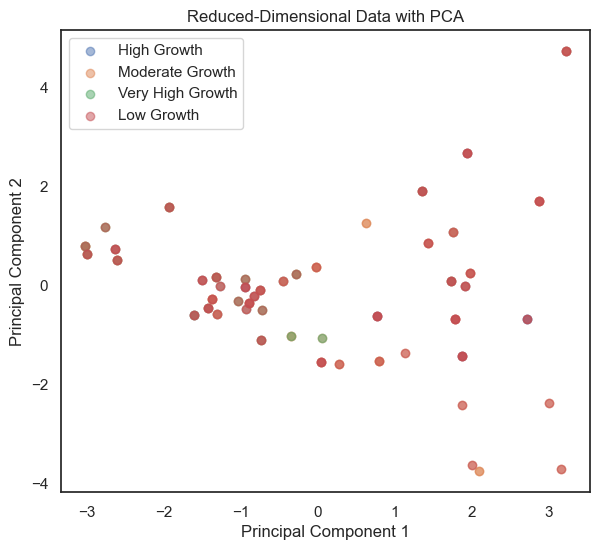 Reduced-Dimensional Data with PCA
High Growth
Moderate Growth
Very High Growth
Low Growth
4
2
0
−2
−4
Principal Component 2
−3 −2 −1 0 1 2 3
Principal Component 1